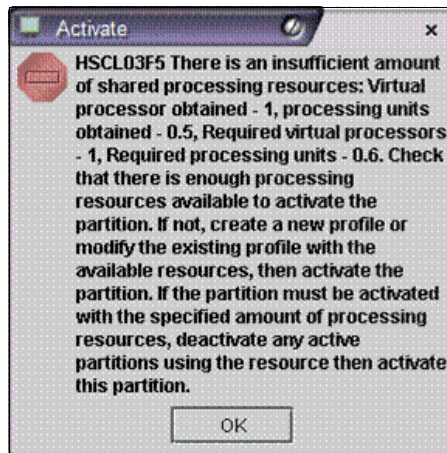 Activate
HSCL03F5 There is an insufficient amount
of shared processing resources: Virtual
processor obtained - 1, processing units
obtained - 0.5, Required virtual processors
- 1, Required processing units - 0.6. Check
that there is enough processing
resources available to activate the
partition. If not, create a new profile or
modify the existing profile with the
available resources, then activate the
partition. If the partition must be activated
with the specified amount of processing
resources, deactivate any active
partitions using the resource then activate
this partition.
OK